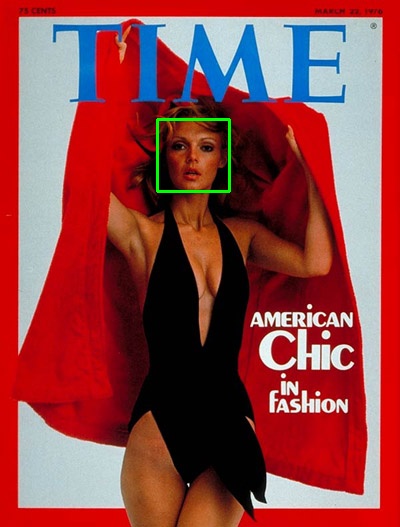 75 CENTS MARCH 22, 1976
TIME
®
AMERICAN
CHIC
IN
FASHION